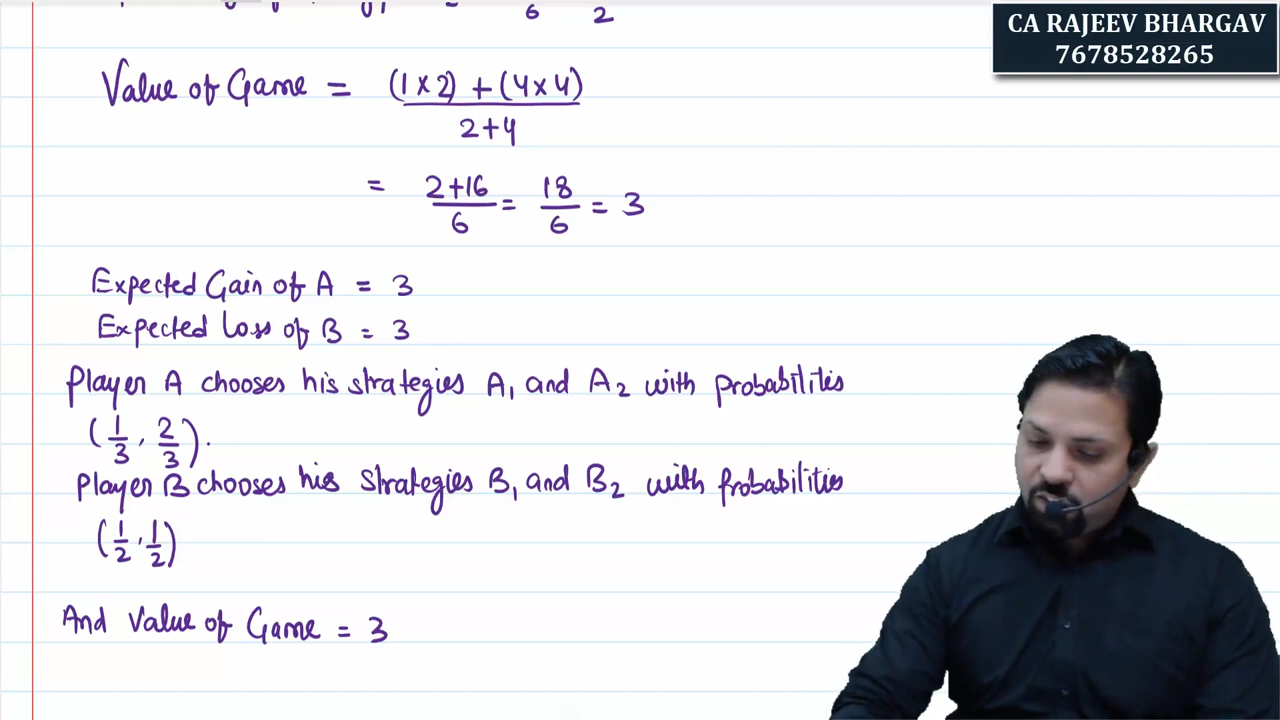 CA RAJEEV BHARGAV
7678528265
6 2
Value of Game = (1×2) + (4×4)
2+4
= 2+16 = 18 = 3
6 6
Expected Gain of A = 3
Expected Loss of B = 3
Player A chooses his strategies A1 and A2 with probabilitis
(1/3, 2/3).
Player B chooses his strategies B1 and B2 with probabilities
(1/2, 1/2)
And Value of Game = 3